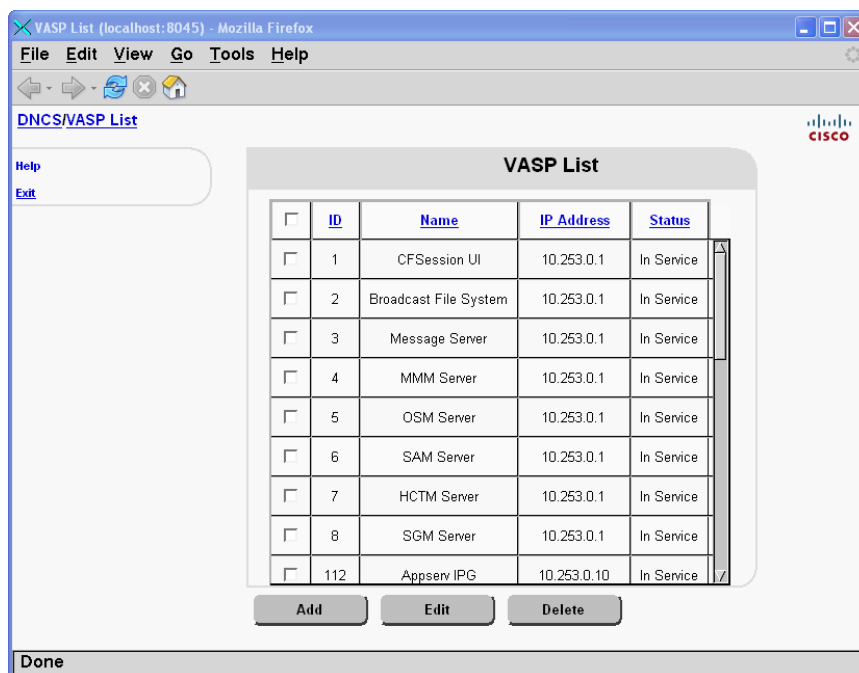 VASP List (localhost:8045) - Mozilla Firefox
File Edit View Go Tools Help
DNCS/VASP List
CISCO
Help
Exit
VASP List
ID Name IP Address Status
1 CFSession UI 10.253.0.1 In Service
2 Broadcast File System 10.253.0.1 In Service
3 Message Server 10.253.0.1 In Service
4 MMM Server 10.253.0.1 In Service
5 OSM Server 10.253.0.1 In Service
6 SAM Server 10.253.0.1 In Service
7 HCTM Server 10.253.0.1 In Service
8 SGM Server 10.253.0.1 In Service
112 Appserv IPG 10.253.0.10 In Service
Add Edit Delete
Done